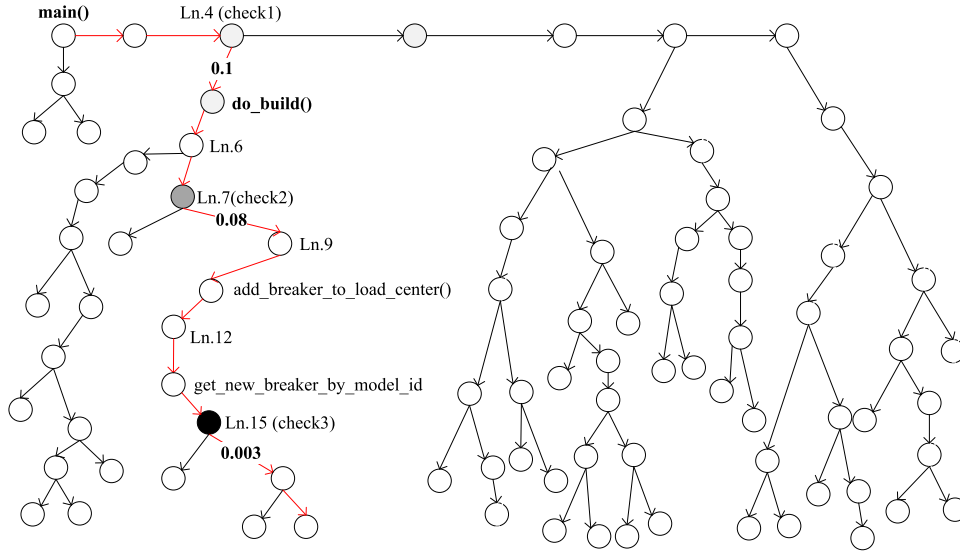 main()
Ln.4 (check1)
0.1
do_build()
Ln.6
Ln.7(check2)
0.08
Ln.9
add_breaker_to_load_center()
Ln.12
get_new_breaker_by_model_id
Ln.15 (check3)
0.003